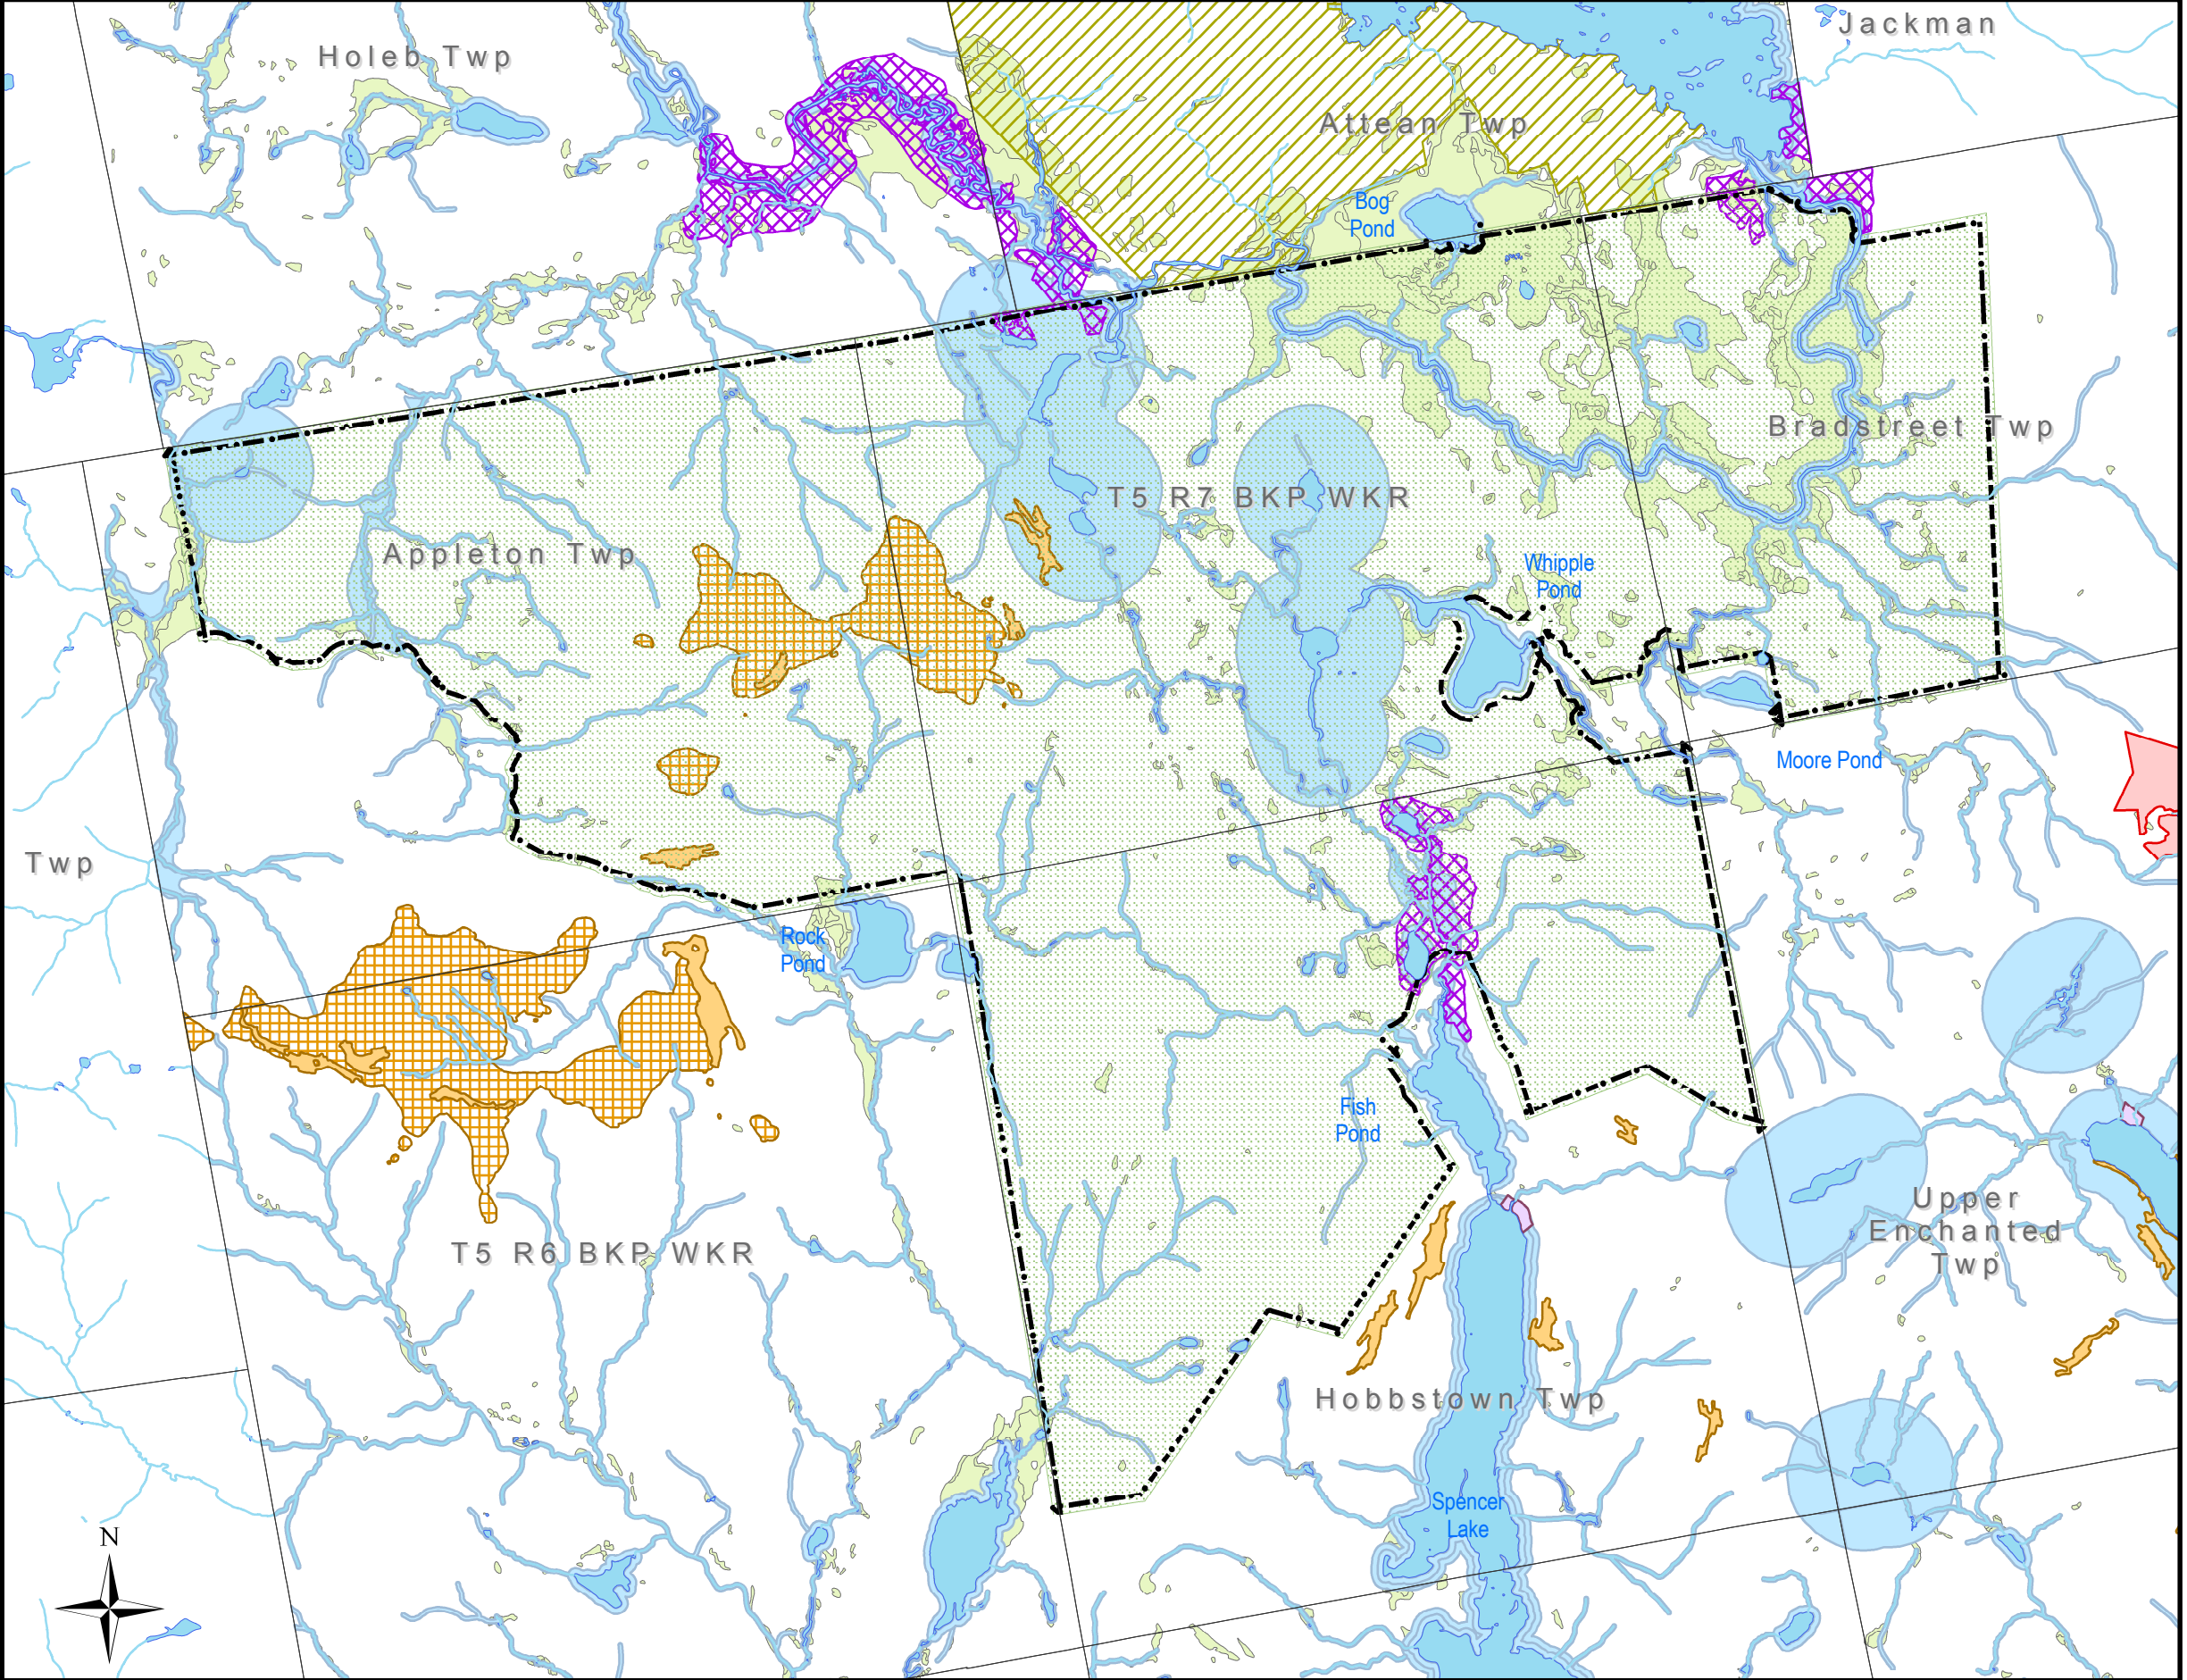 Jackman
Holeb Twp
Attean Twp
Bog
Pond
Bradstreet Twp
T5 R7 BKP WKR
Appleton Twp
Whipple
Pond
Moore Pond
Twp
Rock
Pond
Fish
Pond
Upper
Enchanted
Twp
T5 R6 BKP WKR
Hobbstown Twp
Spencer
Lake
N